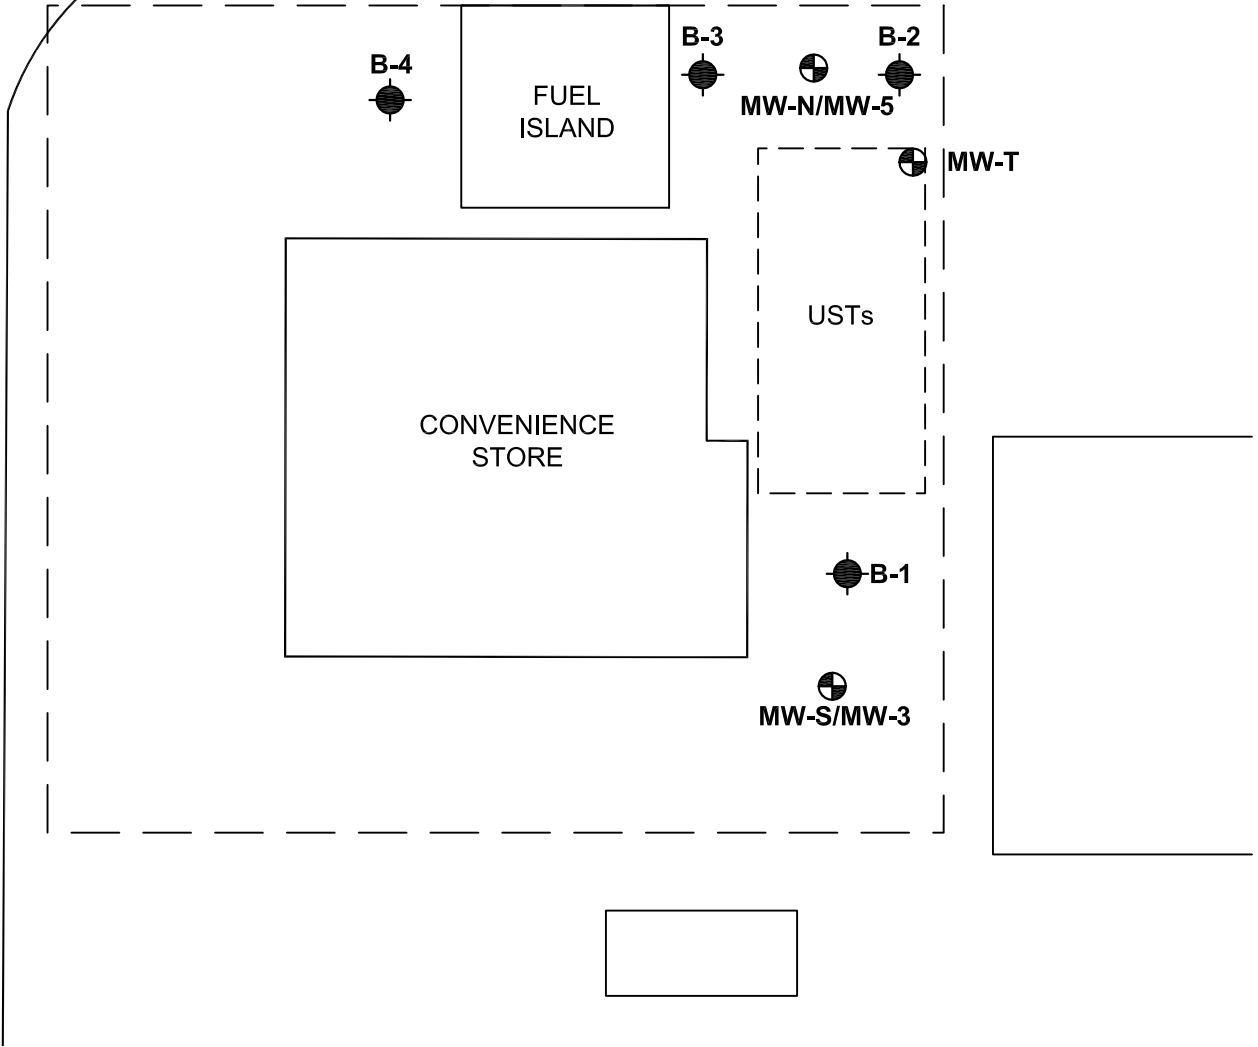 B-3
B-2
B-4
FUEL
ISLAND
MW-N/MW-5
MW-T
USTs
CONVENIENCE
STORE
B-1
MW-S/MW-3